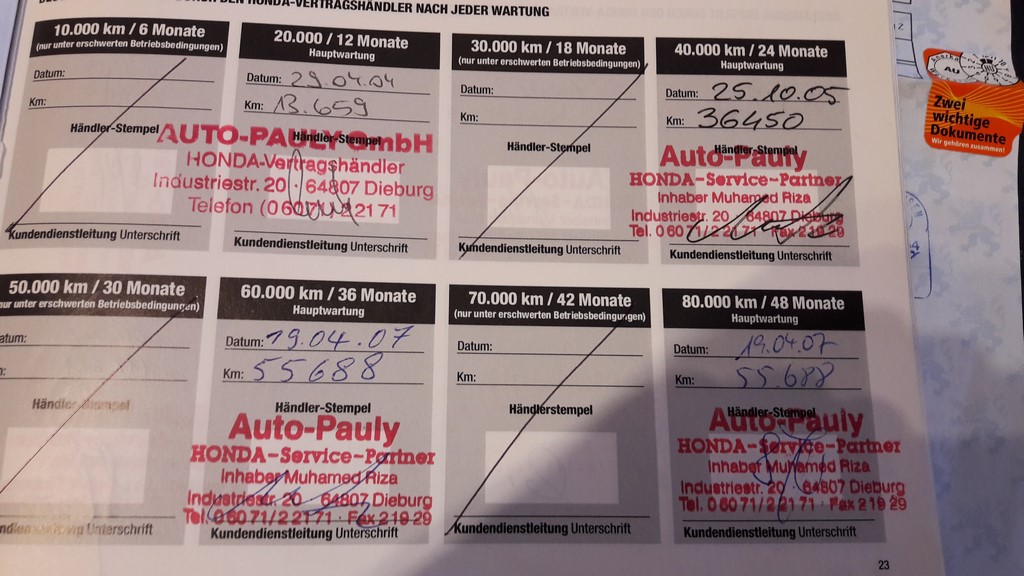 DEN HONDA-VERTRAGSHÄNDLER NACH JEDER WARTUNG
10.000 km / 6 Monate
(nur unter erschwerten Betriebsbedingungen)
Datum:
Km:
Händler-Stempel
Kundendienstleitung Unterschrift
20.000 / 12 Monate
Hauptwartung
Datum: 29.04.04
Km: 13.659
Händler-Stempel
AUTO-PAULY GmbH
HONDA-Vertragshändler
Industriestr. 20 · 64807 Dieburg
Telefon (0 60 71) 2 21 71
Kundendienstleitung Unterschrift
30.000 km / 18 Monate
(nur unter erschwerten Betriebsbedingungen)
Datum:
Km:
Händler-Stempel
Kundendienstleitung Unterschrift
40.000 km / 24 Monate
Hauptwartung
Datum: 25.10.05
Km: 36450
Händler-Stempel
Auto-Pauly
HONDA-Service-Partner
Inhaber Muhamed Riza
Industriestr. 20 64807 Dieburg
Tel. 0 60 71/2 21 71 · Fax 2 19 29
Kundendienstleitung Unterschrift
50.000 km / 30 Monate
nur unter erschwerten Betriebsbedingungen)
atum:
Händler-Stempel
Unterschrift
60.000 km / 36 Monate
Hauptwartung
Datum: 19.04.07
Km: 55688
Händler-Stempel
Auto-Pauly
HONDA-Service-Partner
Inhaber Muhamed Riza
Industriestr. 20 64807 Dieburg
Tel. 0 60 71/2 21 71 · Fax 2 19 29
Kundendienstleitung Unterschrift
70.000 km / 42 Monate
(nur unter erschwerten Betriebsbedingungen)
Datum:
Km:
Händlerstempel
Kundendienstleitung Unterschrift
80.000 km / 48 Monate
Hauptwartung
Datum: 19.04.07
Km: 55.688
Händler-Stempel
Auto-Pauly
HONDA-Service-Partner
Inhaber Muhamed Riza
Industriestr. 20 64807 Dieburg
Tel. 0 60 71/2 21 71 · Fax 2 19 29
Kundendienstleitung Unterschrift
23
AU
Zwei
wichtige
Dokumente
Wir gehören zusammen!